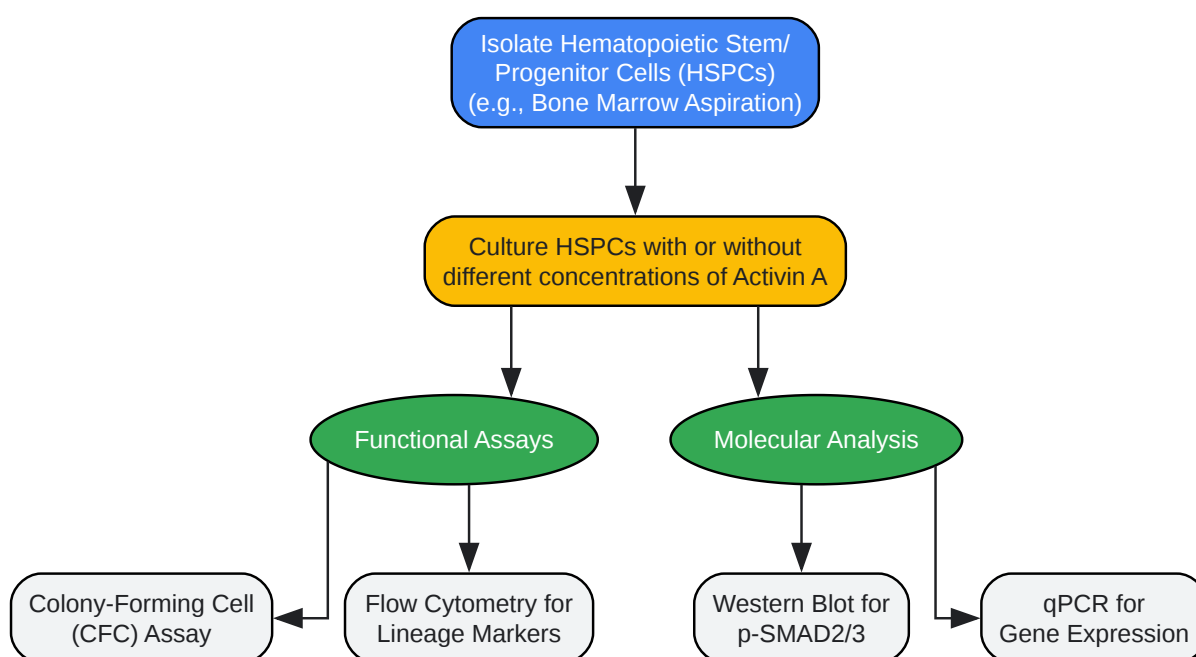 Isolate Hematopoietic Stem/
Progenitor Cells (HSPCs)
(e.g., Bone Marrow Aspiration)
Culture HSPCs with or without
different concentrations of Activin A
Functional Assays
Molecular Analysis
Colony-Forming Cell
(CFC) Assay
Flow Cytometry for
Lineage Markers
Western Blot for
p-SMAD2/3
qPCR for
Gene Expression